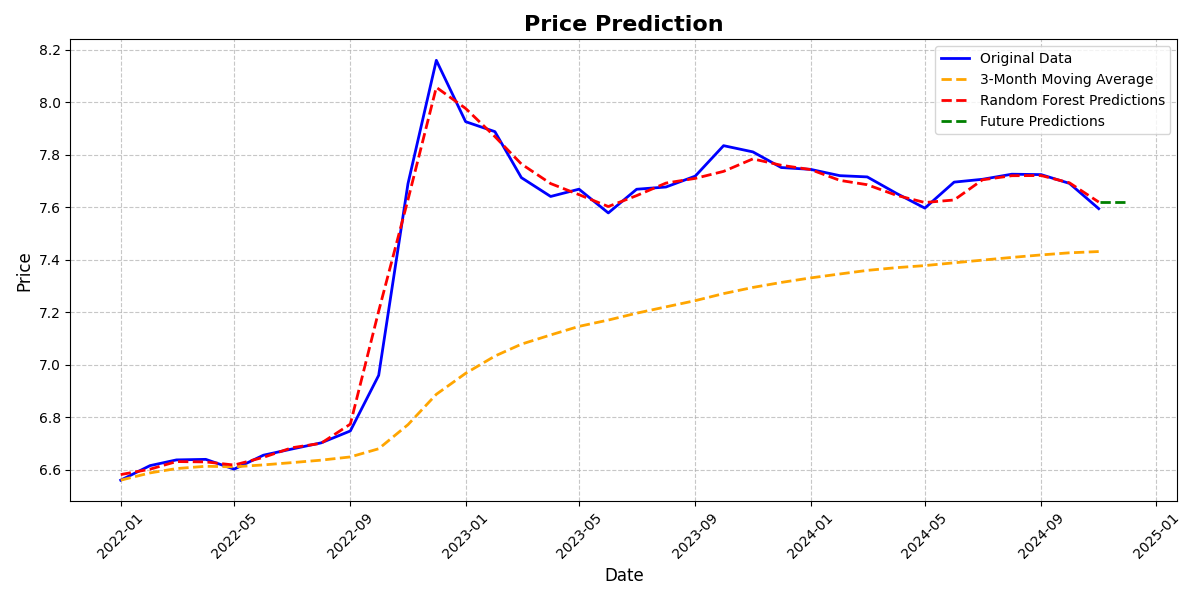 Price Prediction
Original Data
3-Month Moving Average
Random Forest Predictions
Future Predictions
Price
8.2
8.0
7.8
7.6
7.4
7.2
7.0
6.8
6.6
2022-01
2022-05
2022-09
2023-01
2023-05
2023-09
2024-01
2024-05
2024-09
2025-01
Date